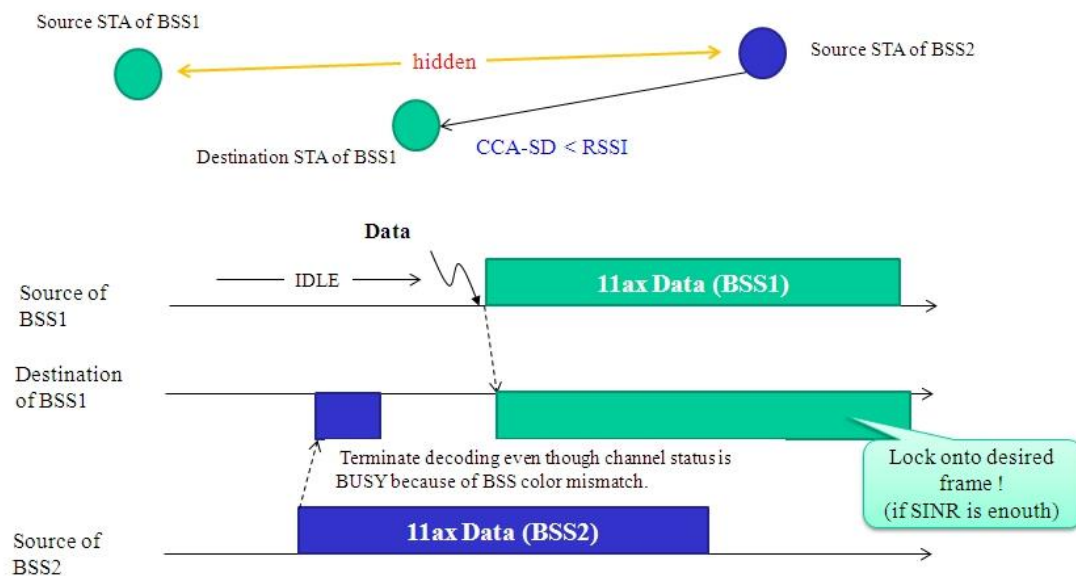 Source STA of BSS1
hidden
Source STA of BSS2
Destination STA of BSS1
CCA-SD < RSSI
Data
IDLE
11ax Data (BSS1)
Source of
BSS1
Destination
of BSS1
Terminate decoding even though channel status is
BUSY because of BSS color mismatch.
Lock onto desired
frame !
(if SINR is enouth)
11ax Data (BSS2)
Source of
BSS2